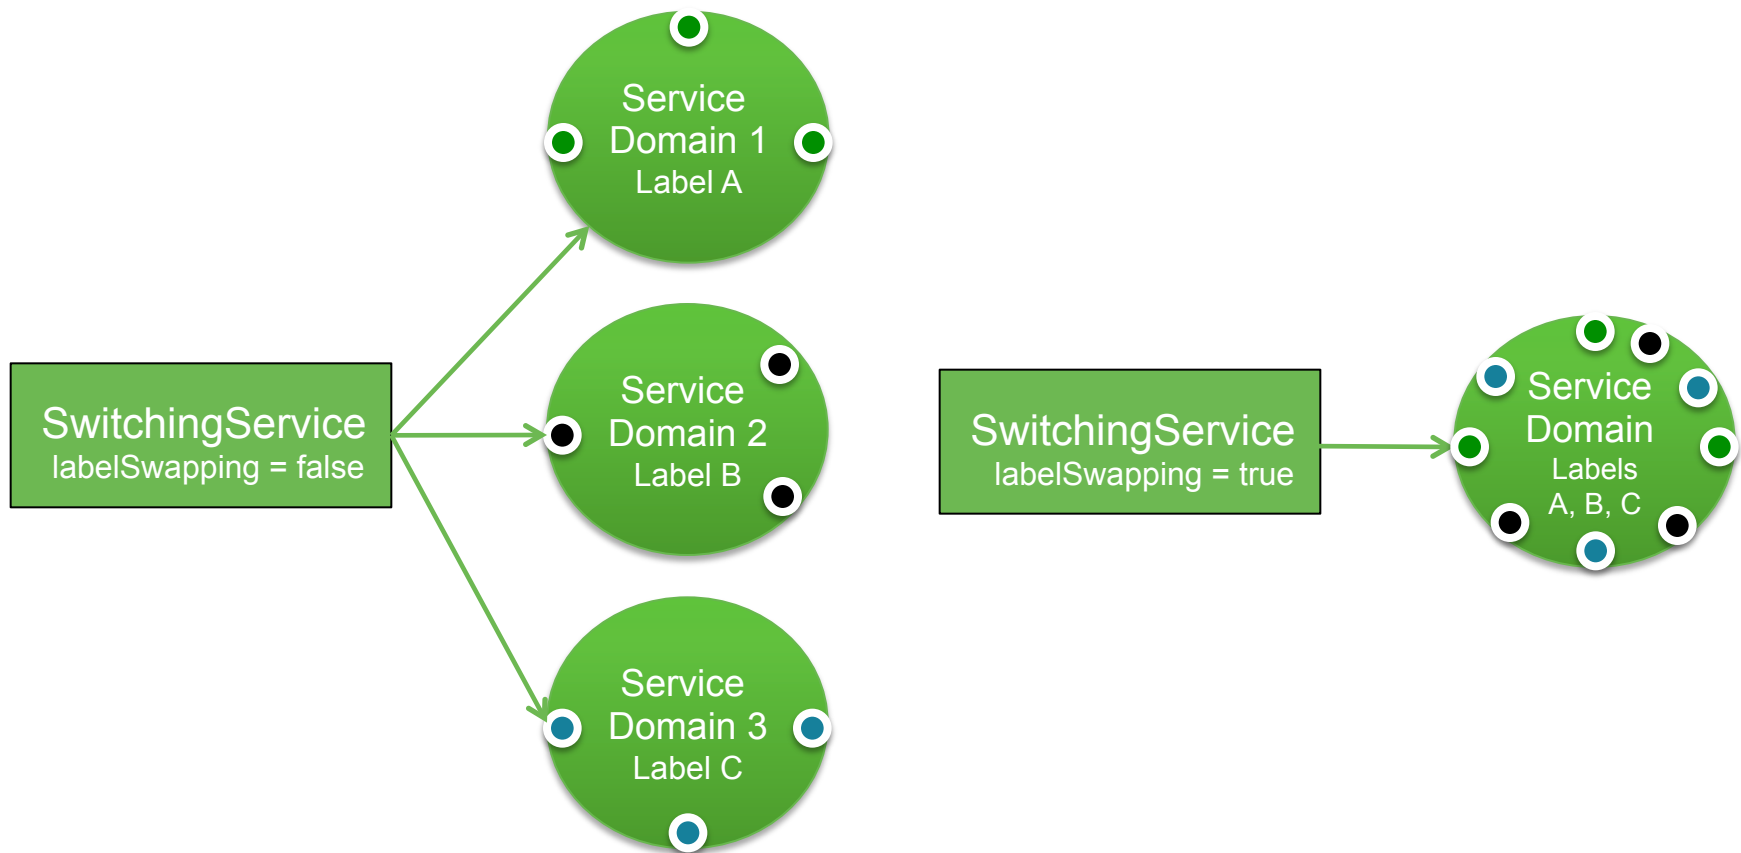 Service
Domain 1
Label A
SwitchingService
labelSwapping = false
Service
Domain 2
Label B
Service
Domain 3
Label C
SwitchingService
labelSwapping = true
Service
Domain
Labels
A, B, C